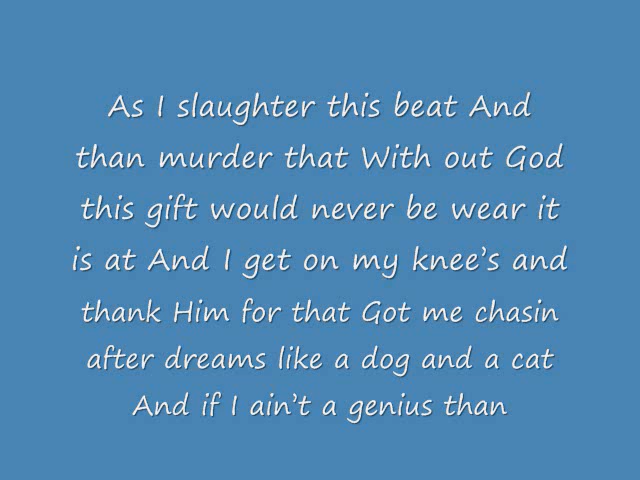 As I slaughter this beat And
than murder that With out God
this gift would never be wear it
is at And I get on my knee's and
thank Him for that Got me chasin
after dreams like a dog and a cat
And if I ain't a genius than